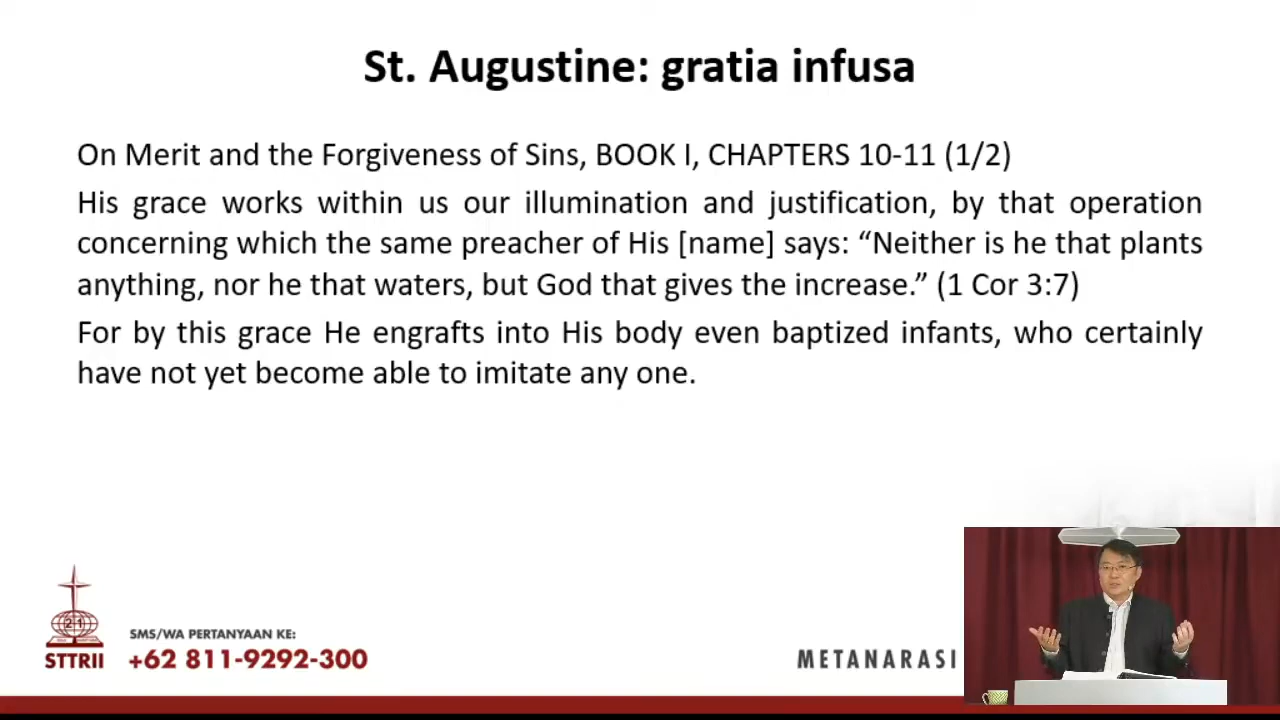 St. Augustine: gratia infusa
On Merit and the Forgiveness of Sins, BOOK I, CHAPTERS 10-11 (1/2)
His grace works within us our illumination and justification, by that operation
concerning which the same preacher of His [name] says: “Neither is he that plants
anything, nor he that waters, but God that gives the increase.” (1 Cor 3:7)
For by this grace He engrafts into His body even baptized infants, who certainly
have not yet become able to imitate any one.
21
STTRII
SMS/WA PERTANYAAN KE:
+62 811-9292-300
METANARASI